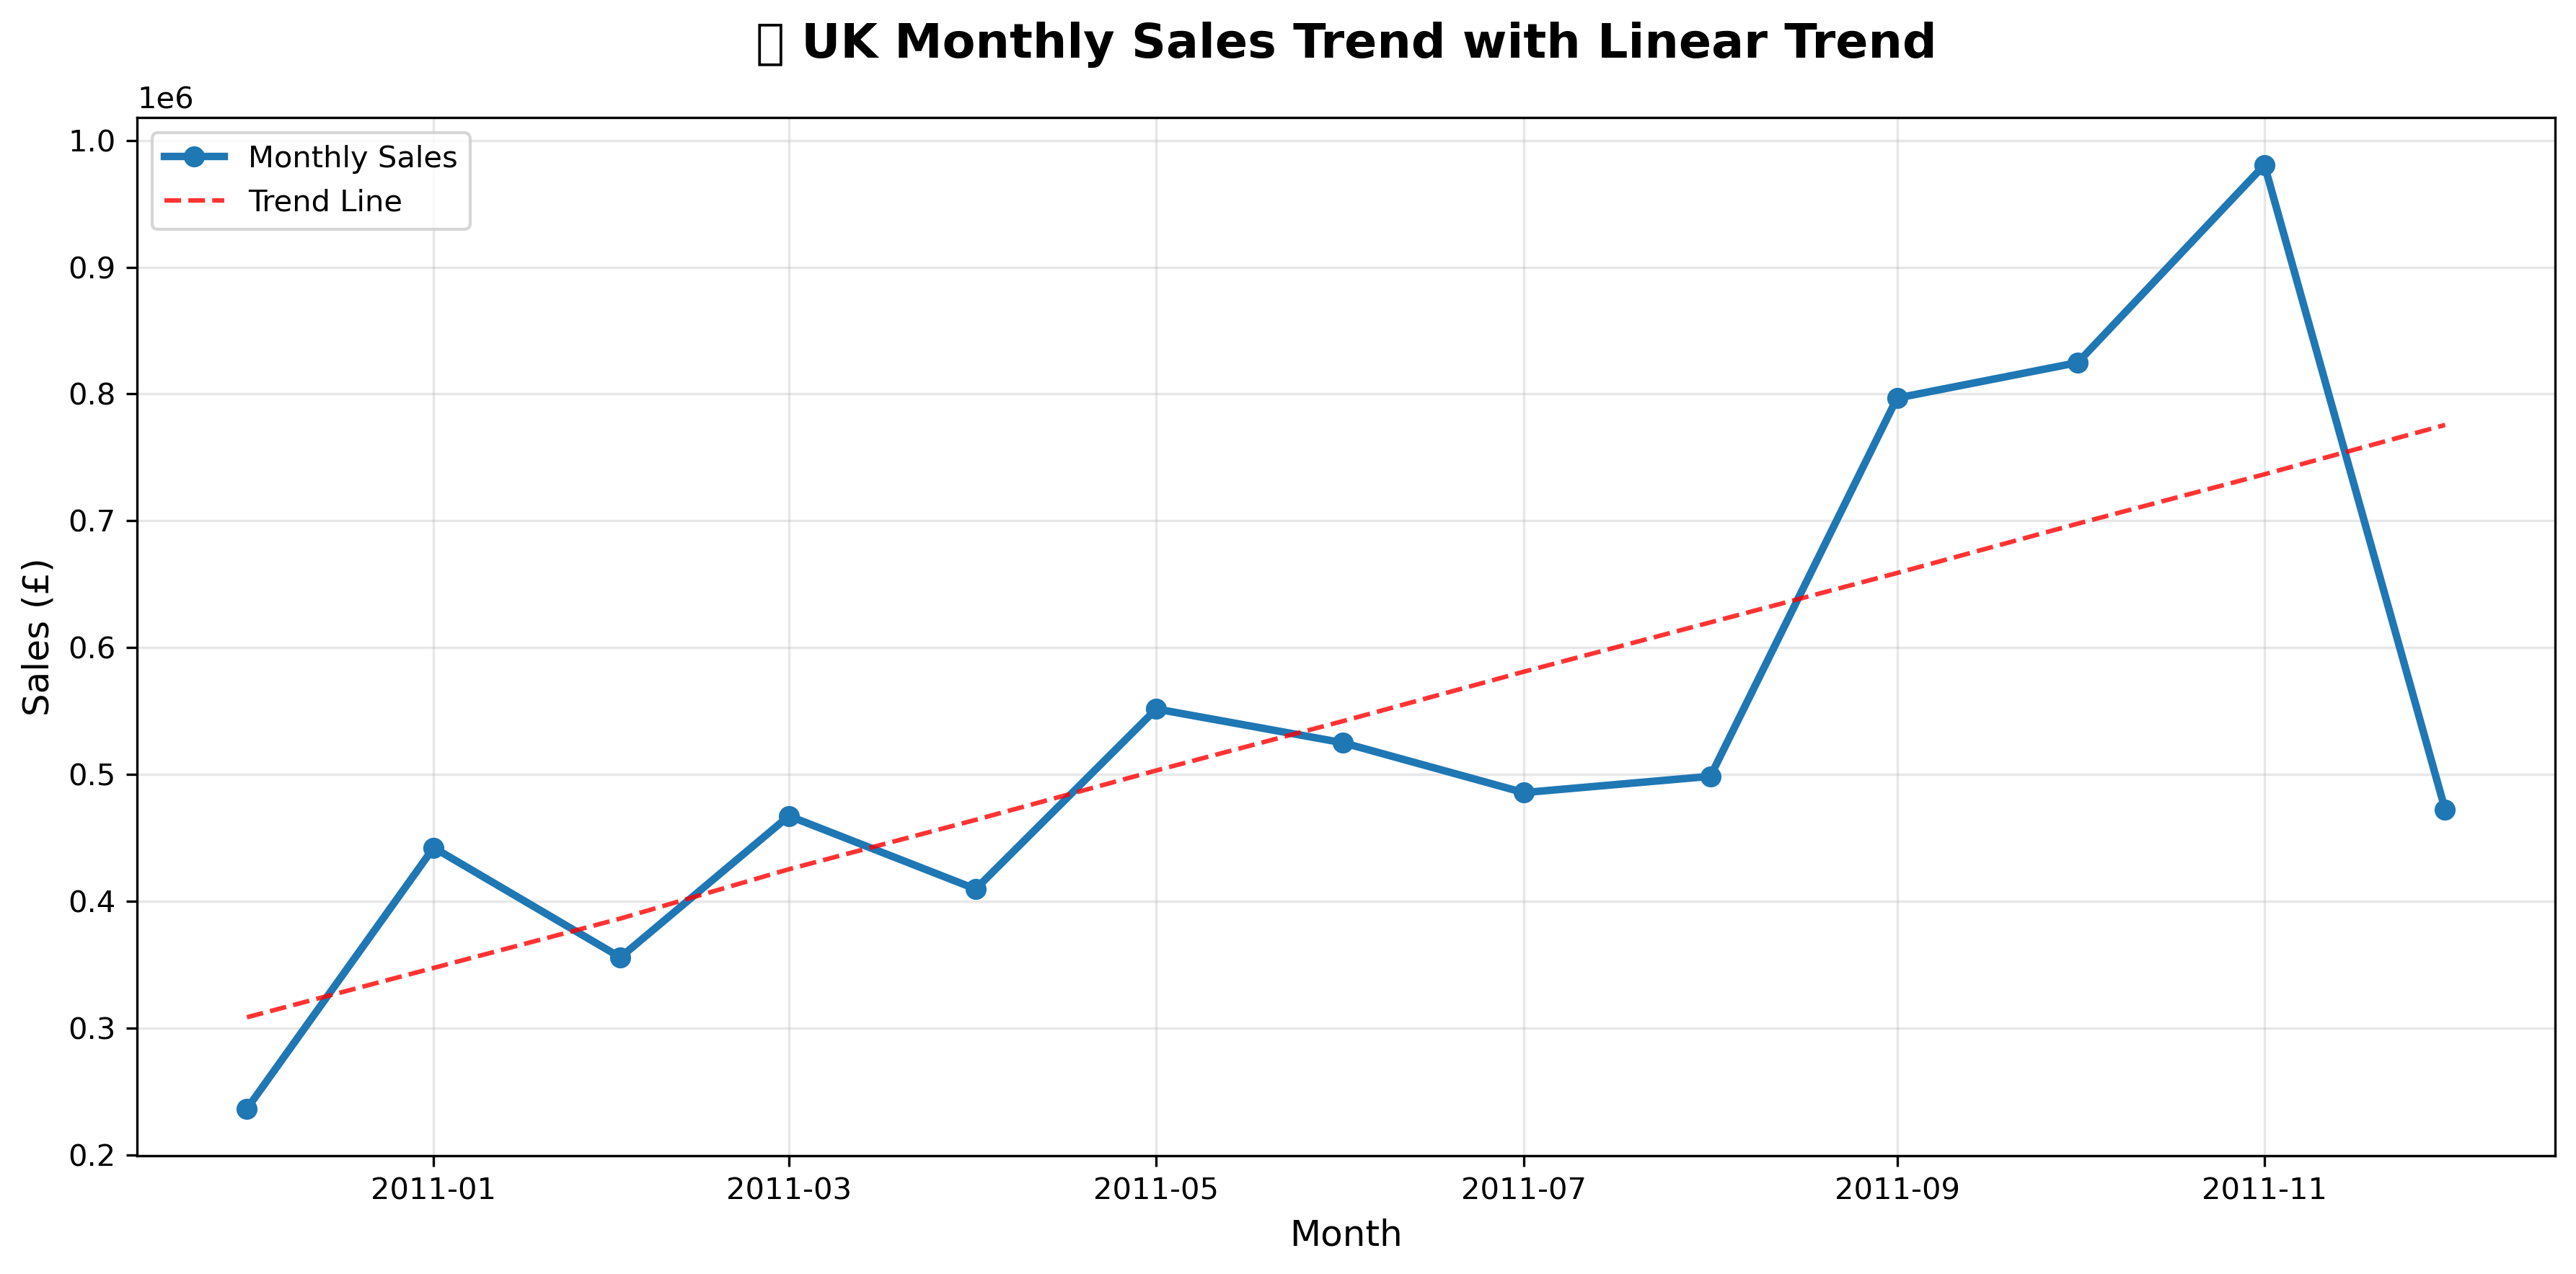 UK Monthly Sales Trend with Linear Trend
1e6
Monthly Sales
Trend Line
1.0
0.9
0.8
0.7
0.6
0.5
0.4
0.3
0.2
Sales (£)
2011-01 2011-03 2011-05 2011-07 2011-09 2011-11
Month